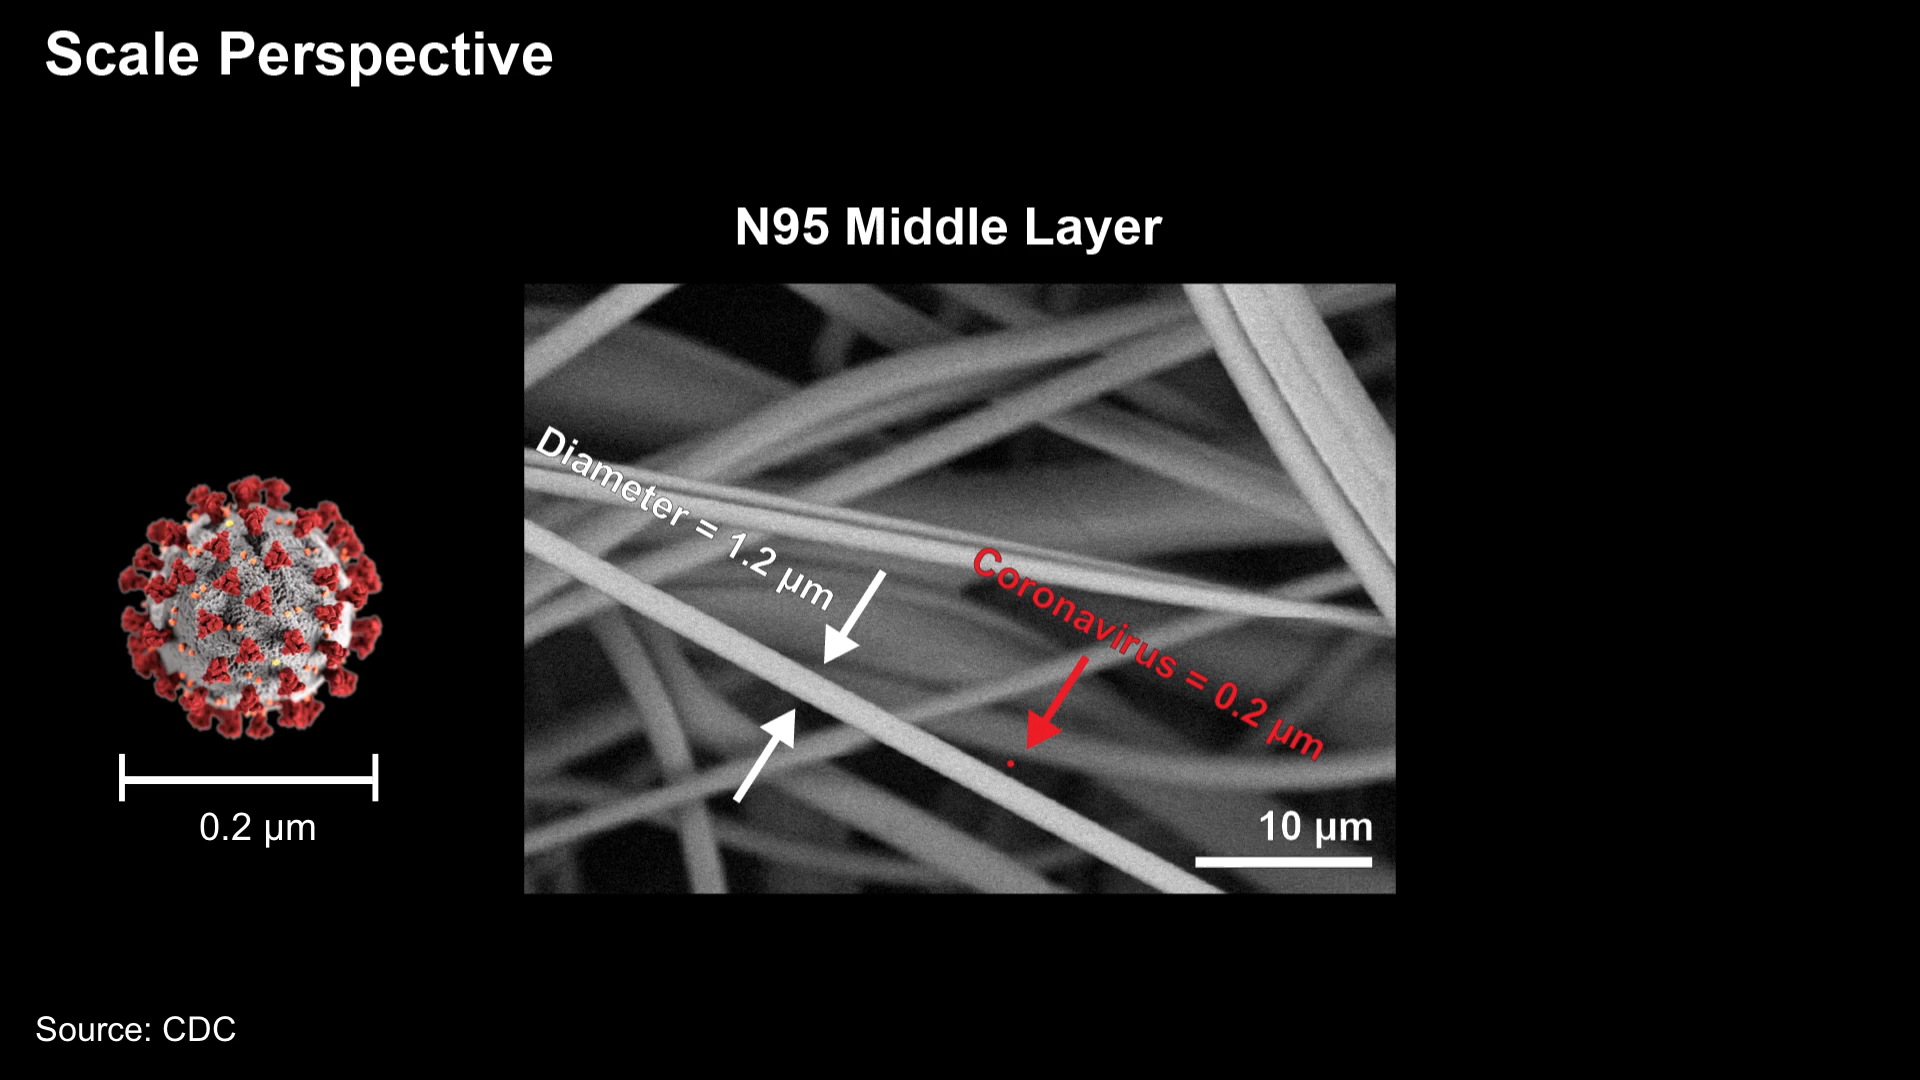 Scale Perspective
N95 Middle Layer
Diameter = 1.2 μm
Coronavirus = 0.2 μm
10 μm
0.2 μm
Source: CDC